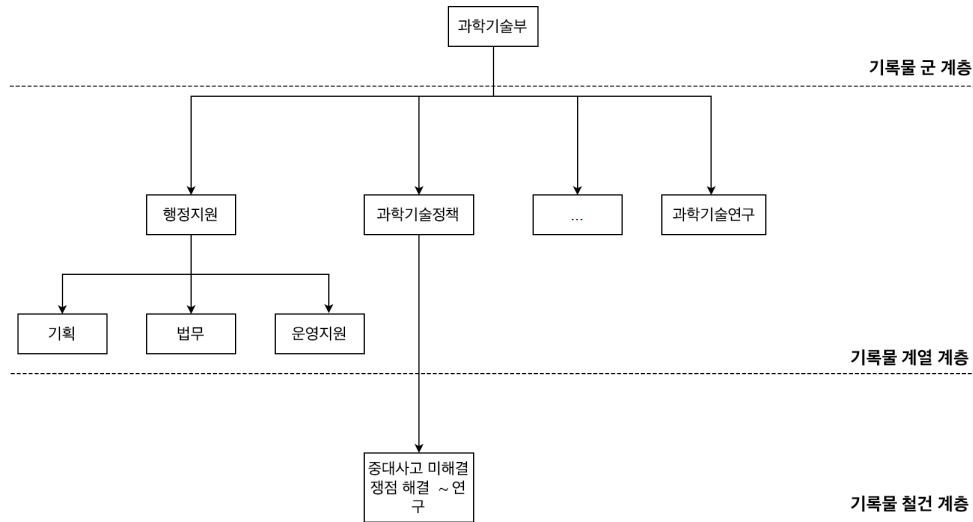 과학기술부
기록물 군 계층
행정지원
과학기술정책
...
과학기술연구
기획
법무
운영지원
기록물 계열 계층
중대사고 미해결
쟁점 해결 ~연
구
기록물 철건 계층